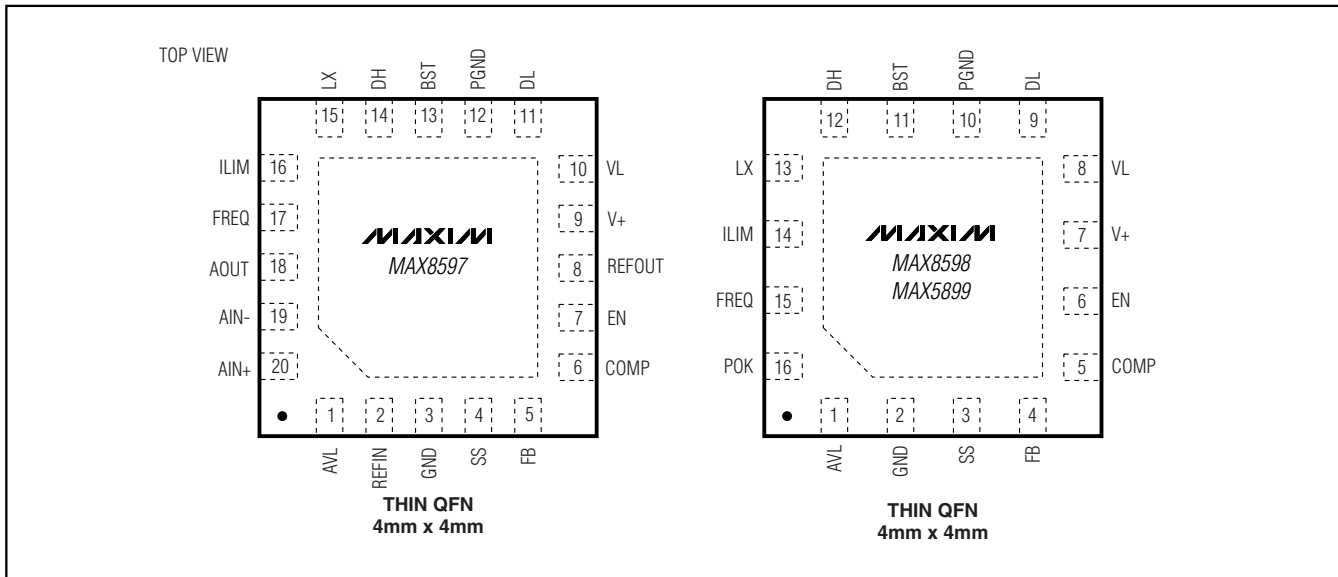 TOP VIEW
LX DH BST PGND DL
15 14 13 12 11
ILIM 16
FREQ 17
AOUT 18
AIN- 19
AIN+ 20
10 VL
9 V+
8 REFOUT
7 EN
6 COMP
MAXIM
MAX8597
1 2 3 4 5
AVL REFIN GND SS FB
THIN QFN
4mm x 4mm
DH BST PGND DL
12 11 10 9
LX 13
ILIM 14
FREQ 15
POK 16
8 VL
7 V+
6 EN
5 COMP
MAXIM
MAX8598
MAX5899
1 2 3 4
AVL GND SS FB
THIN QFN
4mm x 4mm